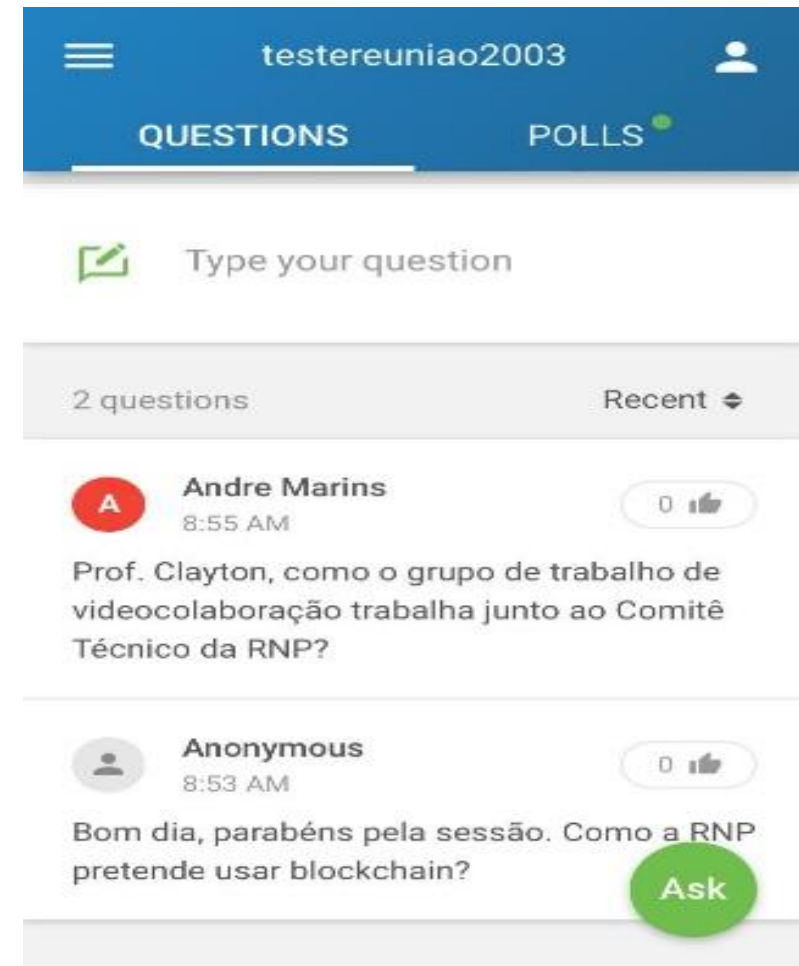 testereuniao2003
QUESTIONS POLLS
Type your question
2 questions Recent
A Andre Marins 0
8:55 AM
Prof. Clayton, como o grupo de trabalho de
videocolaboração trabalha junto ao Comitê
Técnico da RNP?
Anonymous 0
8:53 AM
Bom dia, parabéns pela sessão. Como a RNP
pretende usar blockchain?
Ask